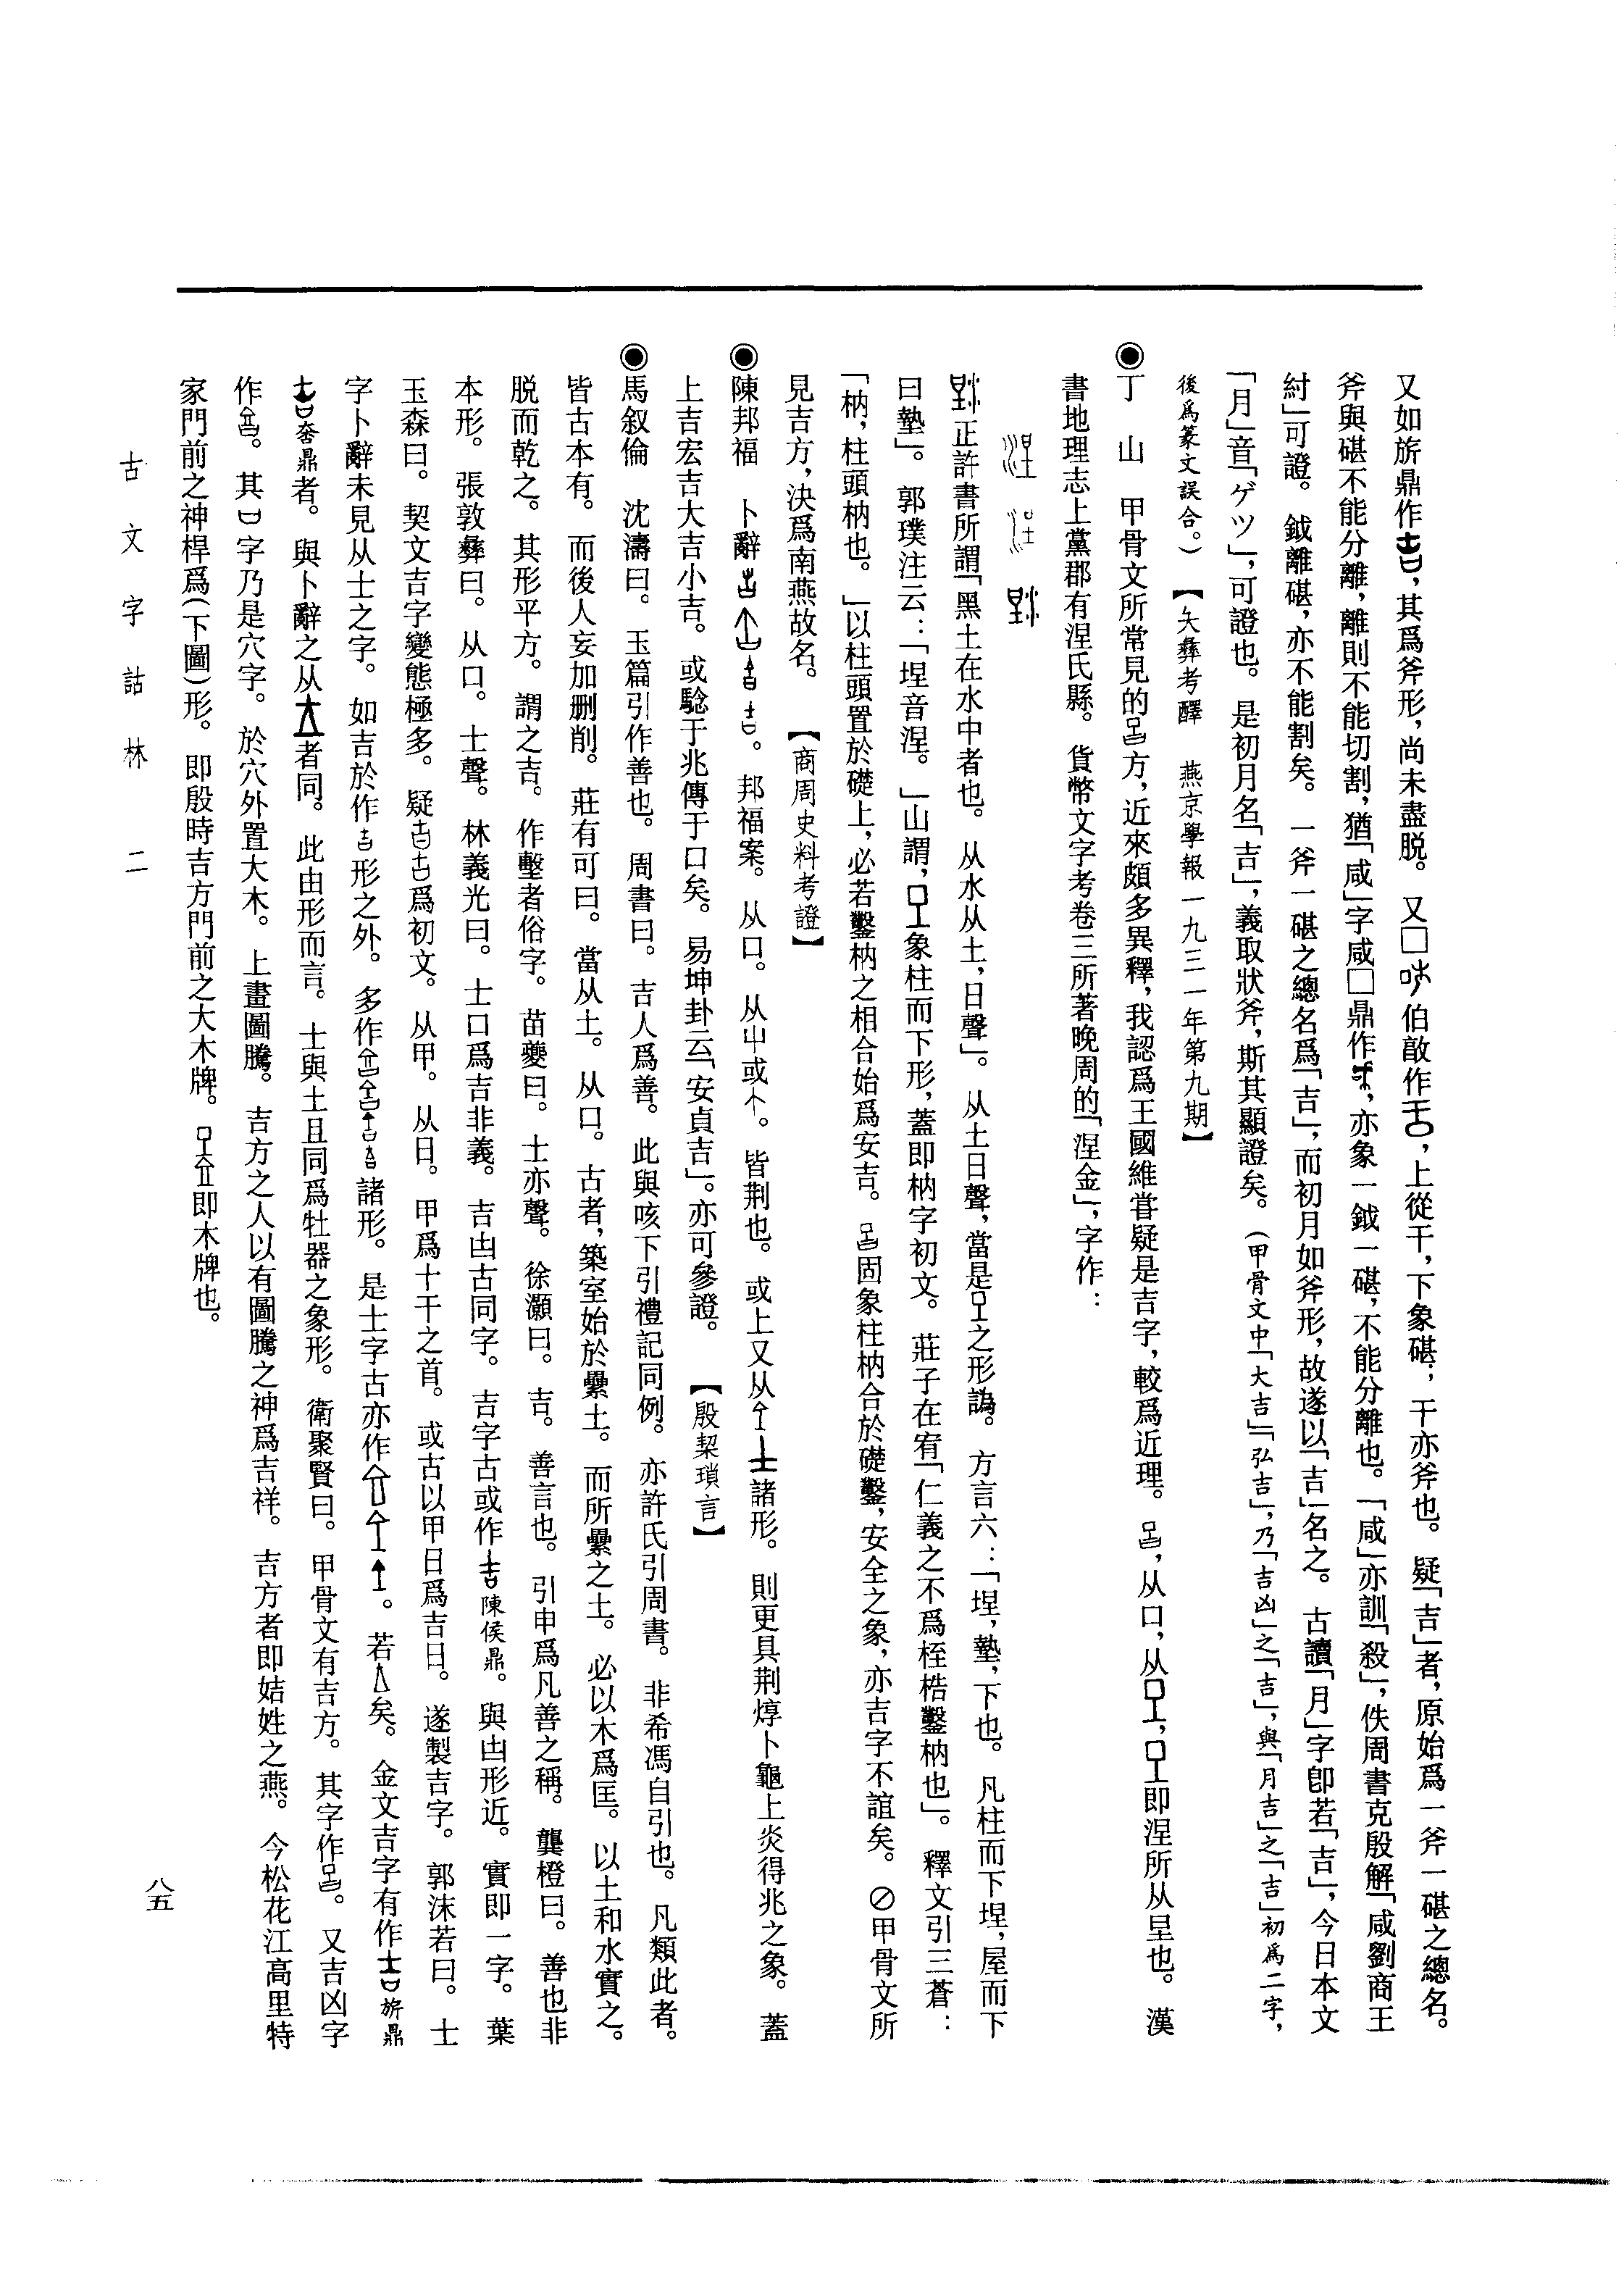 又如旂鼎作，其爲斧形，尚未盡脱。又□伯㪤作，上從干，下象碪；干亦斧也。疑「吉」者，原始爲一斧一碪之總名。
斧與碪不能分離，離則不能切割，猶「咸」字咸□鼎作，亦象一鉞一碪，不能分離也。「咸」亦訓「殺」，佚周書克殷解「咸劉商王
紂」可證。鉞離碪，亦不能割矣。一斧一碪之總名爲「吉」，而初月如斧形，故遂以「吉」名之。古讀「月」字卽若「吉」，今日本文
「月」音「ゲツ」，可證也。是初月名「吉」，義取狀斧，斯其顯證矣。（甲骨文中「大吉」「弘吉」，乃「吉凶」之「吉」，與「月吉」之「吉」初爲二字，
後爲篆文誤合。）【夨彝考釋　燕京學報一九三一年第九期】
◉丁　山　甲骨文所常見的方，近來頗多異釋，我認爲王國維甞疑是吉字，較爲近理。，从口，从，即涅所从圼也。漢
書地理志上黨郡有涅氏縣。貨幣文字考卷三所著晚周的「涅金」，字作：
正許書所謂「黑土在水中者也。从水从土，日聲」。从土日聲，當是之形譌。方言六：「埕，墊，下也。凡柱而下埕，屋而下
曰墊」。郭璞注云：「埕音涅。」山謂，象柱而下形，蓋即枘字初文。莊子在宥「仁義之不爲桎梏鑿枘也」。釋文引三蒼：
「枘，柱頭枘也。」以柱頭置於礎上，必若鑿枘之相合始爲安吉。固象柱枘合於礎鑿，安全之象，亦吉字不誼矣。⊘甲骨文所
見吉方，決爲南燕故名。【商周史料考證】
◉陳邦福　卜辭。邦福案。从口。从屮或。皆荆也。或上又从諸形。則更具荆焞卜龜上炎得兆之象。蓋
上吉宏吉大吉小吉。或騐于兆傳于口矣。易坤卦云「安貞吉」。亦可參證。【殷契瑣言】
◉馬叙倫　沈濤曰。玉篇引作善也。周書曰。吉人爲善。此與咳下引禮記同例。亦許氏引周書。非希馮自引也。凡類此者。
皆古本有。而後人妄加删削。莊有可曰。當从土。从口。古者，築室始於纍土。而所纍之土。必以木爲匡。以土和水實之。
脱而乾之。其形平方。謂之吉。作墼者俗字。苗夔曰。士亦聲。徐灝曰。吉。善言也。引申爲凡善之稱。龔橙曰。善也非
本形。張敦彝曰。从口。士聲。林義光曰。士口爲吉非義。吉古同字。吉字古或作陳侯鼎。與形近。實即一字。葉
玉森曰。契文吉字變態極多。疑爲初文。从甲。从日。甲爲十干之首。或古以甲日爲吉日。遂製吉字。郭沫若曰。士
字卜辭未見从士之字。如吉於作形之外。多作諸形。是士字古亦作。若矣。金文吉字有作旂鼎
㚅鼎者。與卜辭之从者同。此由形而言。士與土且同爲牡器之象形。衛聚賢曰。甲骨文有吉方。其字作。又吉凶字
作。其字乃是穴字。於穴外置大木。上畫圖騰。吉方之人以有圖騰之神爲吉祥。吉方者即姞姓之燕。今松花江高里特
家門前之神桿爲（下圖）形。即殷時吉方門前之大木牌。即木牌也。
古文字詁林　二
八五